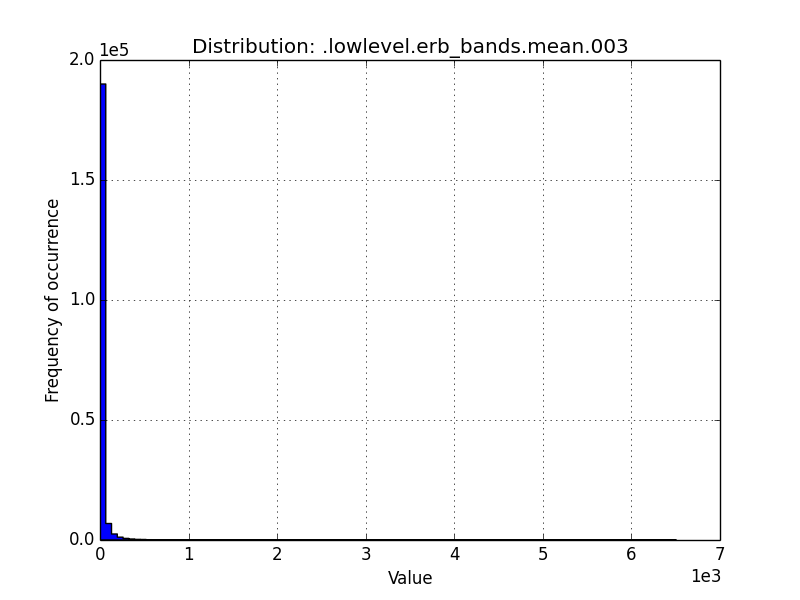 Distribution: .lowlevel.erb_bands.mean.003
1e5
2.0
1.5
1.0
0.5
0.0
Frequency of occurrence
0 1 2 3 4 5 6 7
1e3
Value